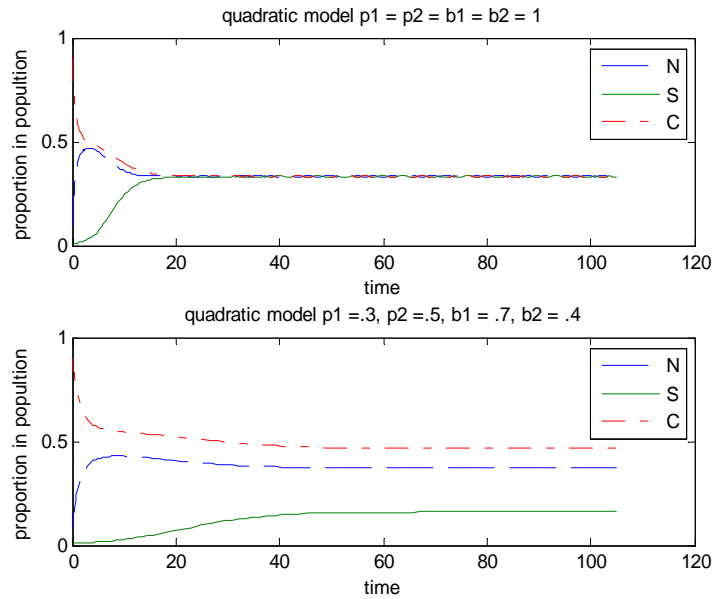 quadratic model p1 = p2 = b1 = b2 = 1
1
0.5
0
proportion in popultion
N
S
C
0 20 40 60 80 100 120
time
quadratic model p1 =.3, p2 =.5, b1 = .7, b2 = .4
1
0.5
0
proportion in popultion
N
S
C
0 20 40 60 80 100 120
time